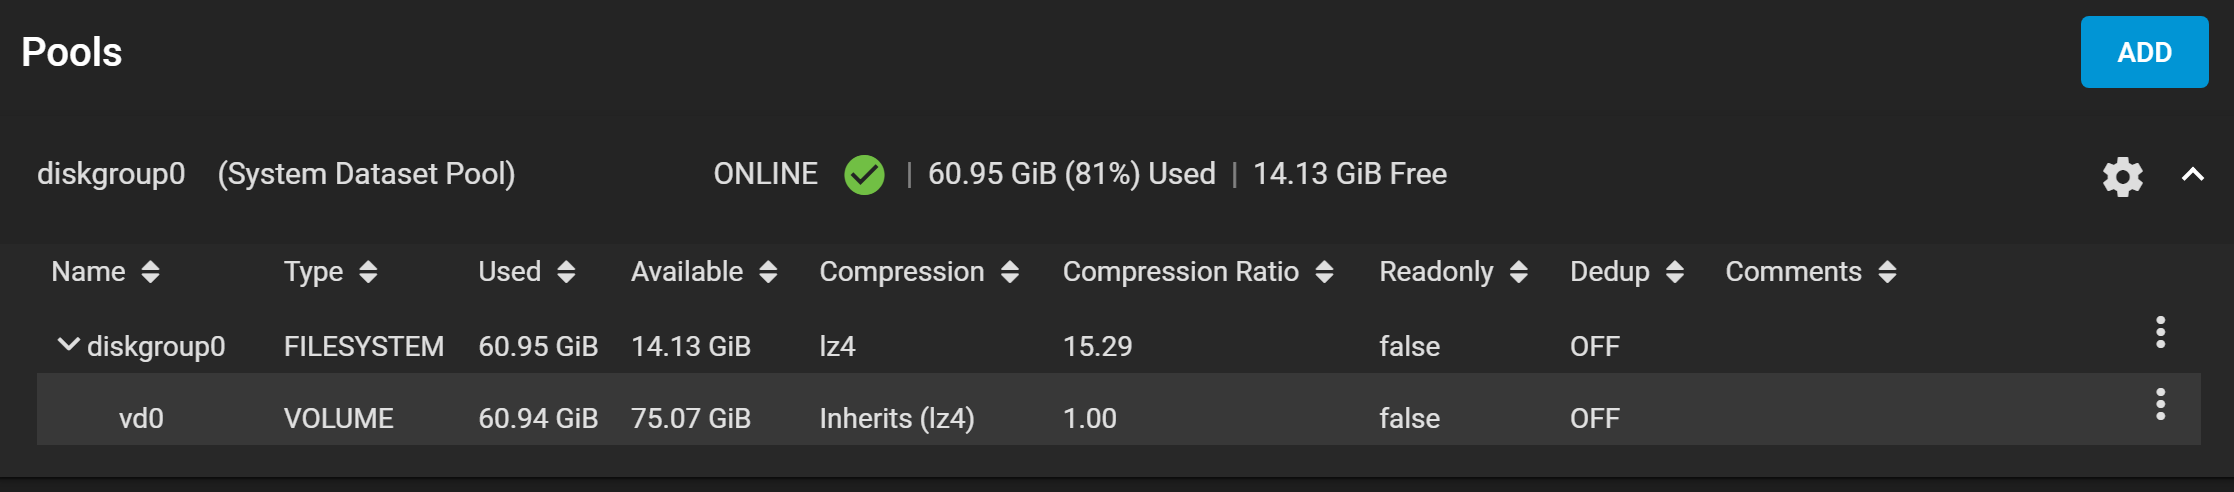 Pools
ADD
diskgroup0 (System Dataset Pool) ONLINE | 60.95 GiB (81%) Used | 14.13 GiB Free
Name Type Used Available Compression Compression Ratio Readonly Dedup Comments
diskgroup0 FILESYSTEM 60.95 GiB 14.13 GiB lz4 15.29 false OFF
vd0 VOLUME 60.94 GiB 75.07 GiB Inherits (lz4) 1.00 false OFF